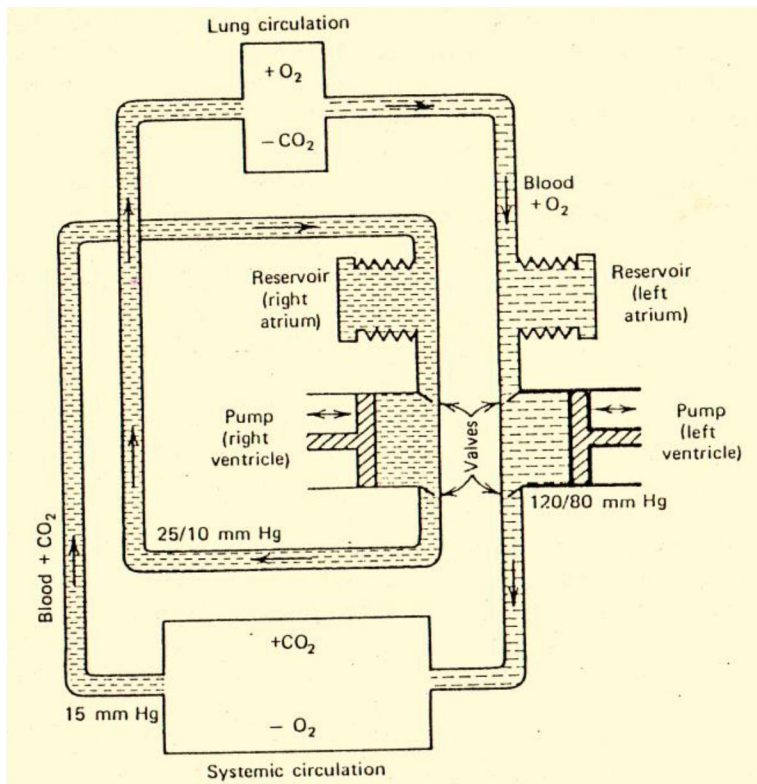 Lung circulation
+ O₂
− CO₂
Blood
+ O₂
Reservoir
(right
atrium)
Reservoir
(left
atrium)
Pump
(right
ventricle)
Valves
Pump
(left
ventricle)
120/80 mm Hg
25/10 mm Hg
Blood + CO₂
+CO₂
− O₂
15 mm Hg
Systemic circulation